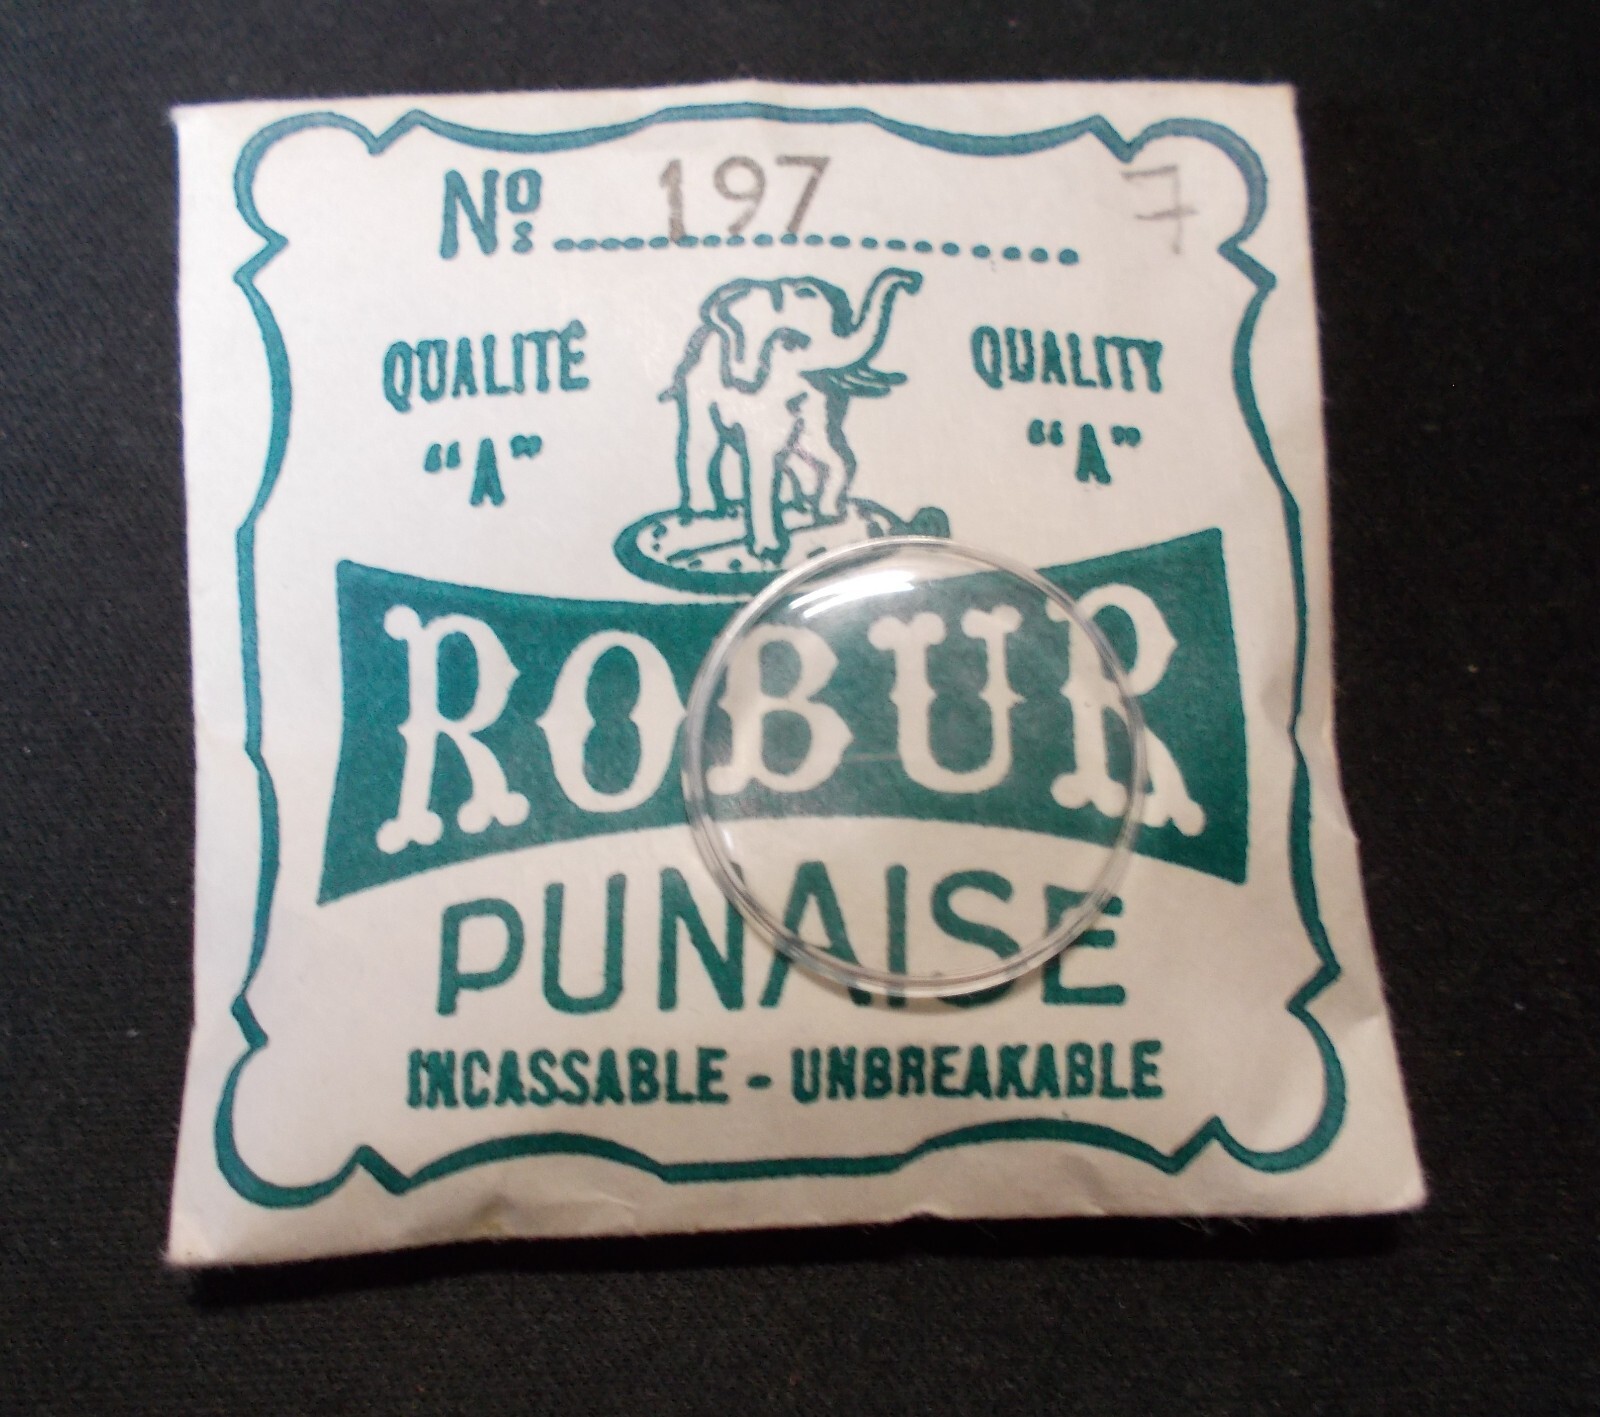 Nº 197 7
QUALITÉ QUALITY
"A" "A"
ROBUR
PUNAISE
INCASSABLE - UNBREAKABLE